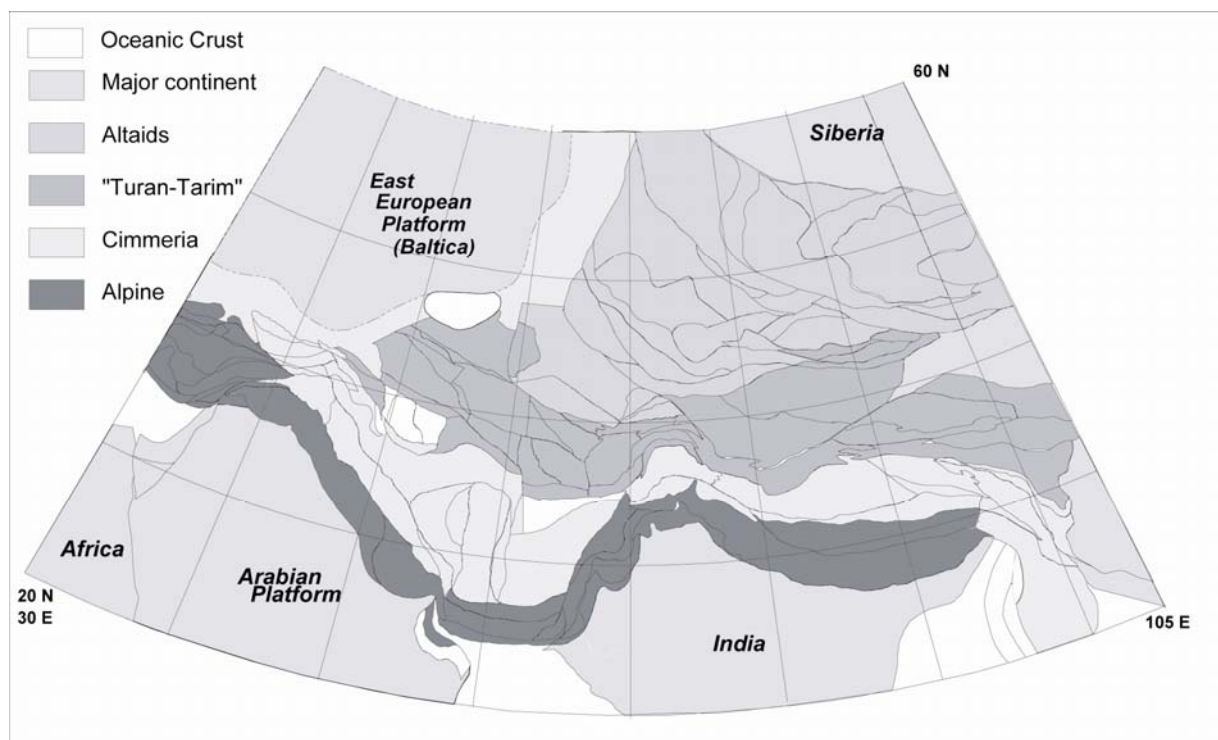 Oceanic Crust
Major continent
Altaids
"Turan-Tarim"
Cimmeria
Alpine
60 N
Siberia
East
European
Platform
(Baltica)
Africa
Arabian
Platform
India
20 N
30 E
105 E